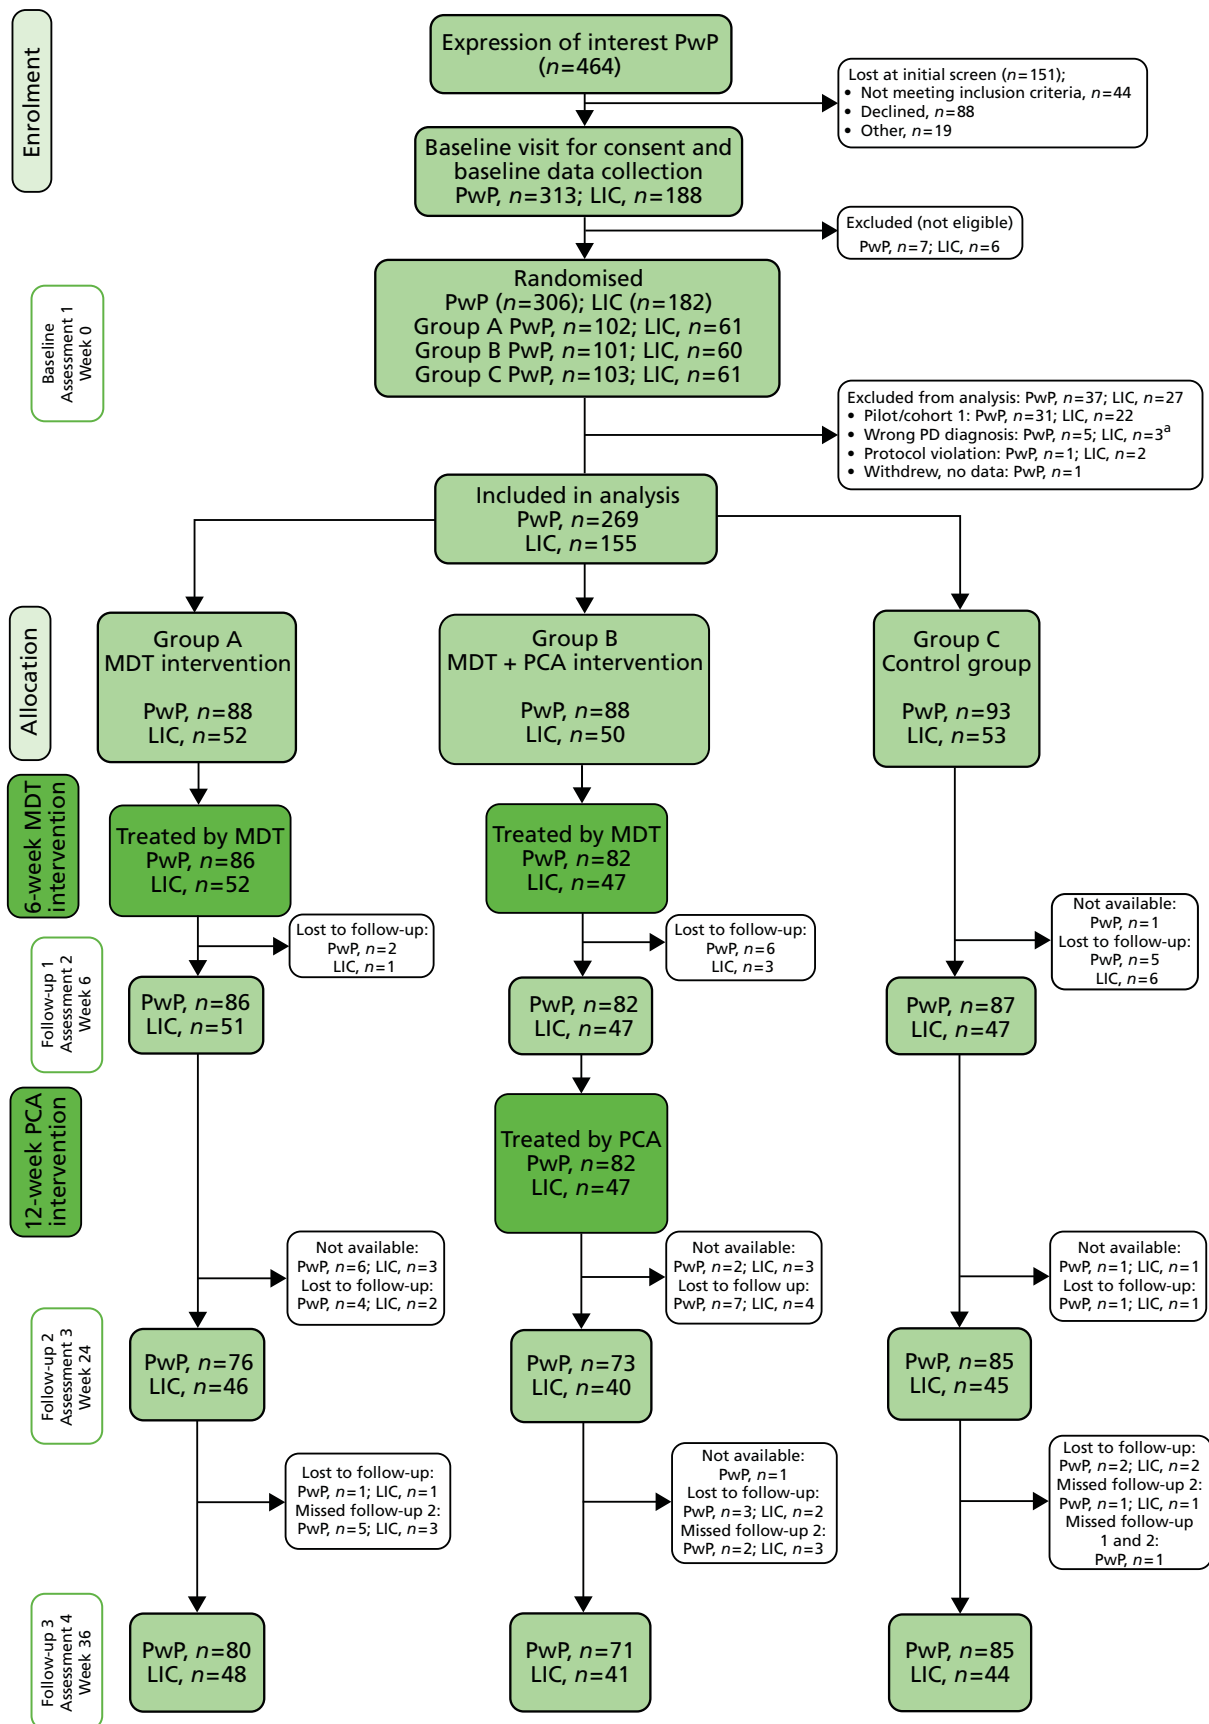 Enrolment
Expression of interest PwP
(n=464)
Lost at initial screen (n=151);
• Not meeting inclusion criteria, n=44
• Declined, n=88
• Other, n=19
Baseline visit for consent and
baseline data collection
PwP, n=313; LIC, n=188
Excluded (not eligible)
PwP, n=7; LIC, n=6
Baseline
Assessment 1
Week 0
Randomised
PwP (n=306); LIC (n=182)
Group A PwP, n=102; LIC, n=61
Group B PwP, n=101; LIC, n=60
Group C PwP, n=103; LIC, n=61
Excluded from analysis: PwP, n=37; LIC, n=27
• Pilot/cohort 1: PwP, n=31; LIC, n=22
• Wrong PD diagnosis: PwP, n=5; LIC, n=3a
• Protocol violation: PwP, n=1; LIC, n=2
• Withdrew, no data: PwP, n=1
Included in analysis
PwP, n=269
LIC, n=155
Allocation
Group A
MDT intervention
PwP, n=88
LIC, n=52
Group B
MDT + PCA intervention
PwP, n=88
LIC, n=50
Group C
Control group
PwP, n=93
LIC, n=53
6-week MDT
intervention
Treated by MDT
PwP, n=86
LIC, n=52
Treated by MDT
PwP, n=82
LIC, n=47
Lost to follow-up:
PwP, n=2
LIC, n=1
Lost to follow-up:
PwP, n=6
LIC, n=3
Not available:
PwP, n=1
Lost to follow-up:
PwP, n=5
LIC, n=6
Follow-up 1
Assessment 2
Week 6
PwP, n=86
LIC, n=51
PwP, n=82
LIC, n=47
PwP, n=87
LIC, n=47
12-week PCA
intervention
Treated by PCA
PwP, n=82
LIC, n=47
Not available:
PwP, n=6; LIC, n=3
Lost to follow-up:
PwP, n=4; LIC, n=2
Not available:
PwP, n=2; LIC, n=3
Lost to follow up:
PwP, n=7; LIC, n=4
Not available:
PwP, n=1; LIC, n=1
Lost to follow-up:
PwP, n=1; LIC, n=1
Follow-up 2
Assessment 3
Week 24
PwP, n=76
LIC, n=46
PwP, n=73
LIC, n=40
PwP, n=85
LIC, n=45
Lost to follow-up:
PwP, n=1; LIC, n=1
Missed follow-up 2:
PwP, n=5; LIC, n=3
Not available:
PwP, n=1
Lost to follow-up:
PwP, n=3; LIC, n=2
Missed follow-up 2:
PwP, n=2; LIC, n=3
Lost to follow-up:
PwP, n=2; LIC, n=2
Missed follow-up 2:
PwP, n=1; LIC, n=1
Missed follow-up
1 and 2:
PwP, n=1
Follow-up 3
Assessment 4
Week 36
PwP, n=80
LIC, n=48
PwP, n=71
LIC, n=41
PwP, n=85
LIC, n=44